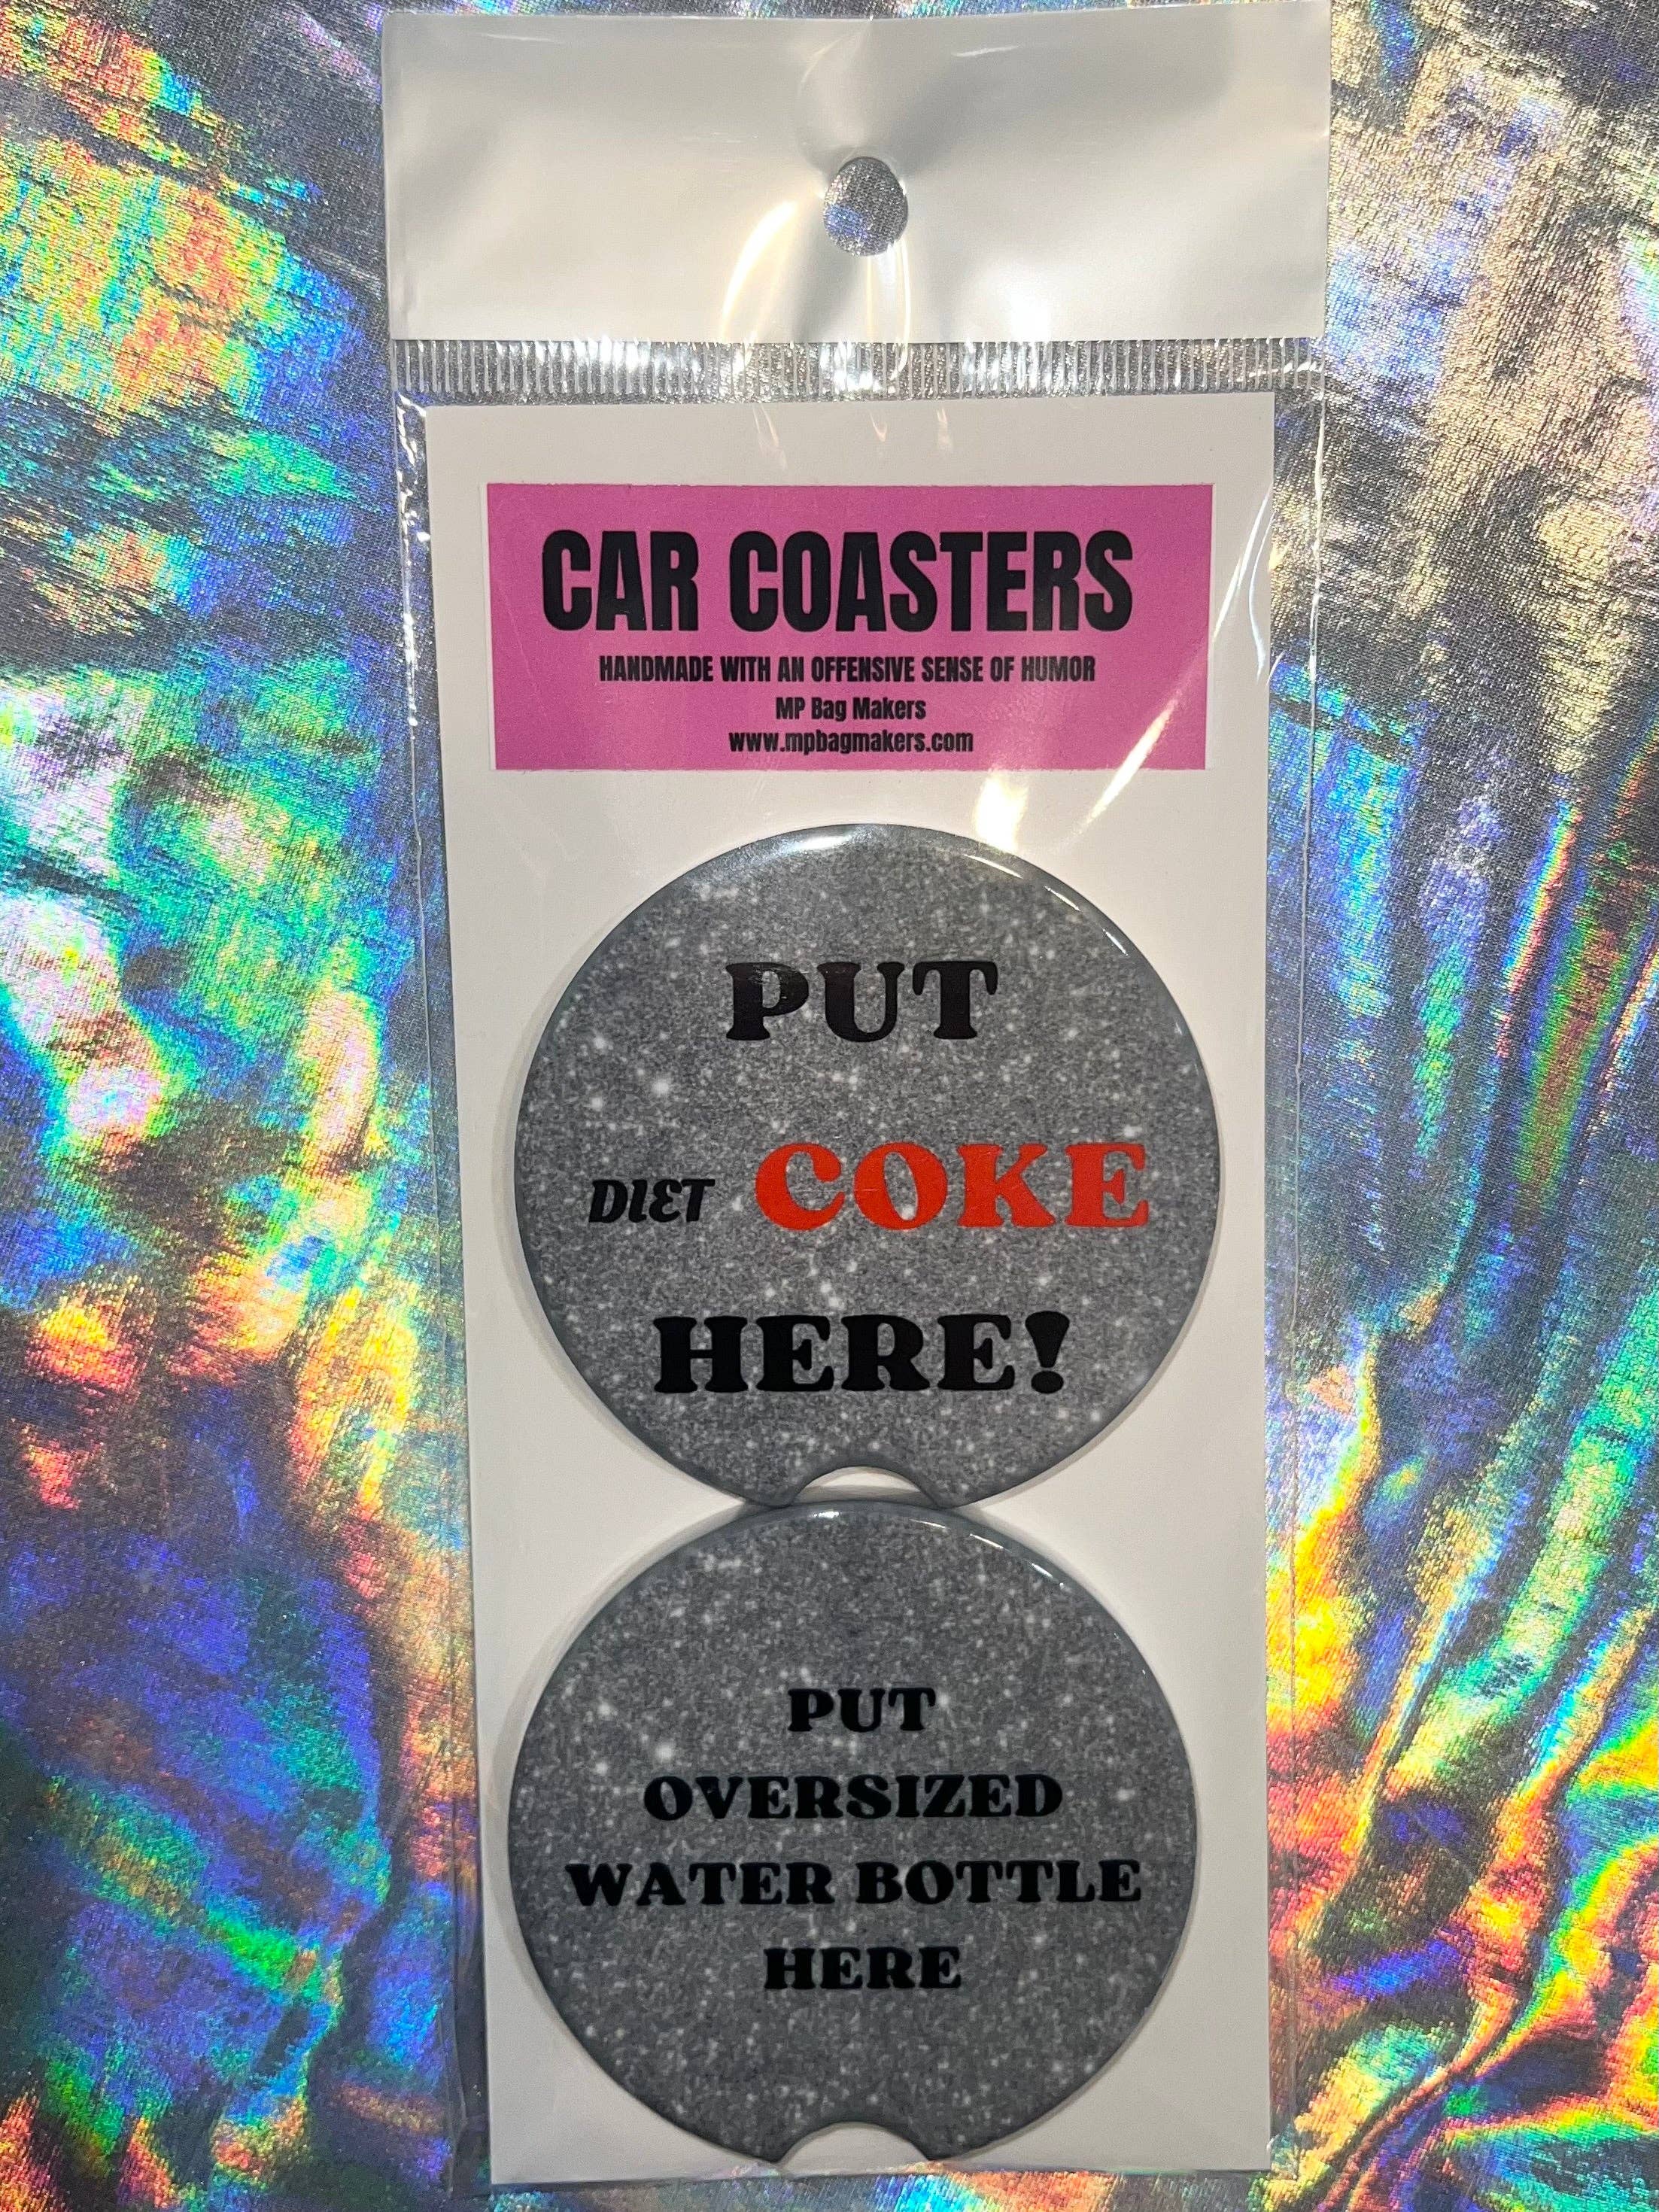 CAR COASTERS
HANDMADE WITH AN OFFENSIVE SENSE OF HUMOR
MP Bag Makers
www.mpbagmakers.com
PUT
DIET COKE
HERE!
PUT
OVERSIZED
WATER BOTTLE
HERE